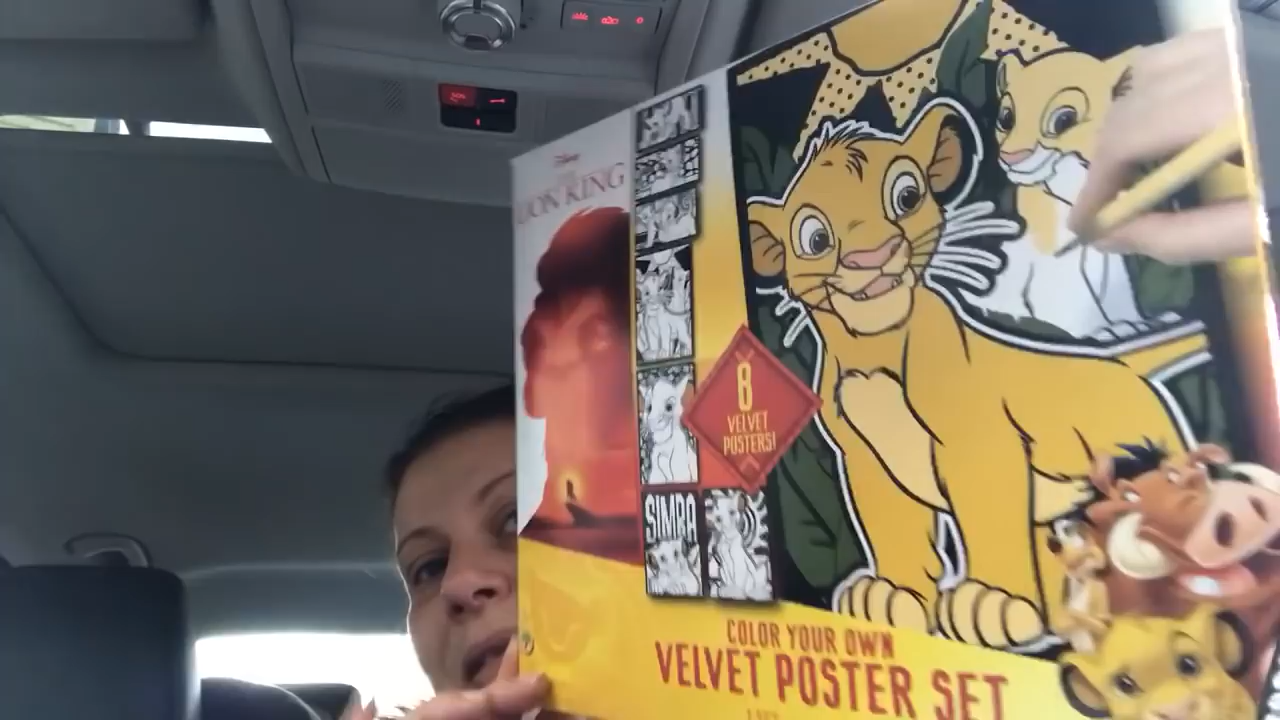 Disney
THE
LION KING
8
VELVET
POSTERS!
SIMBA
COLOR YOUR OWN
VELVET POSTER SET